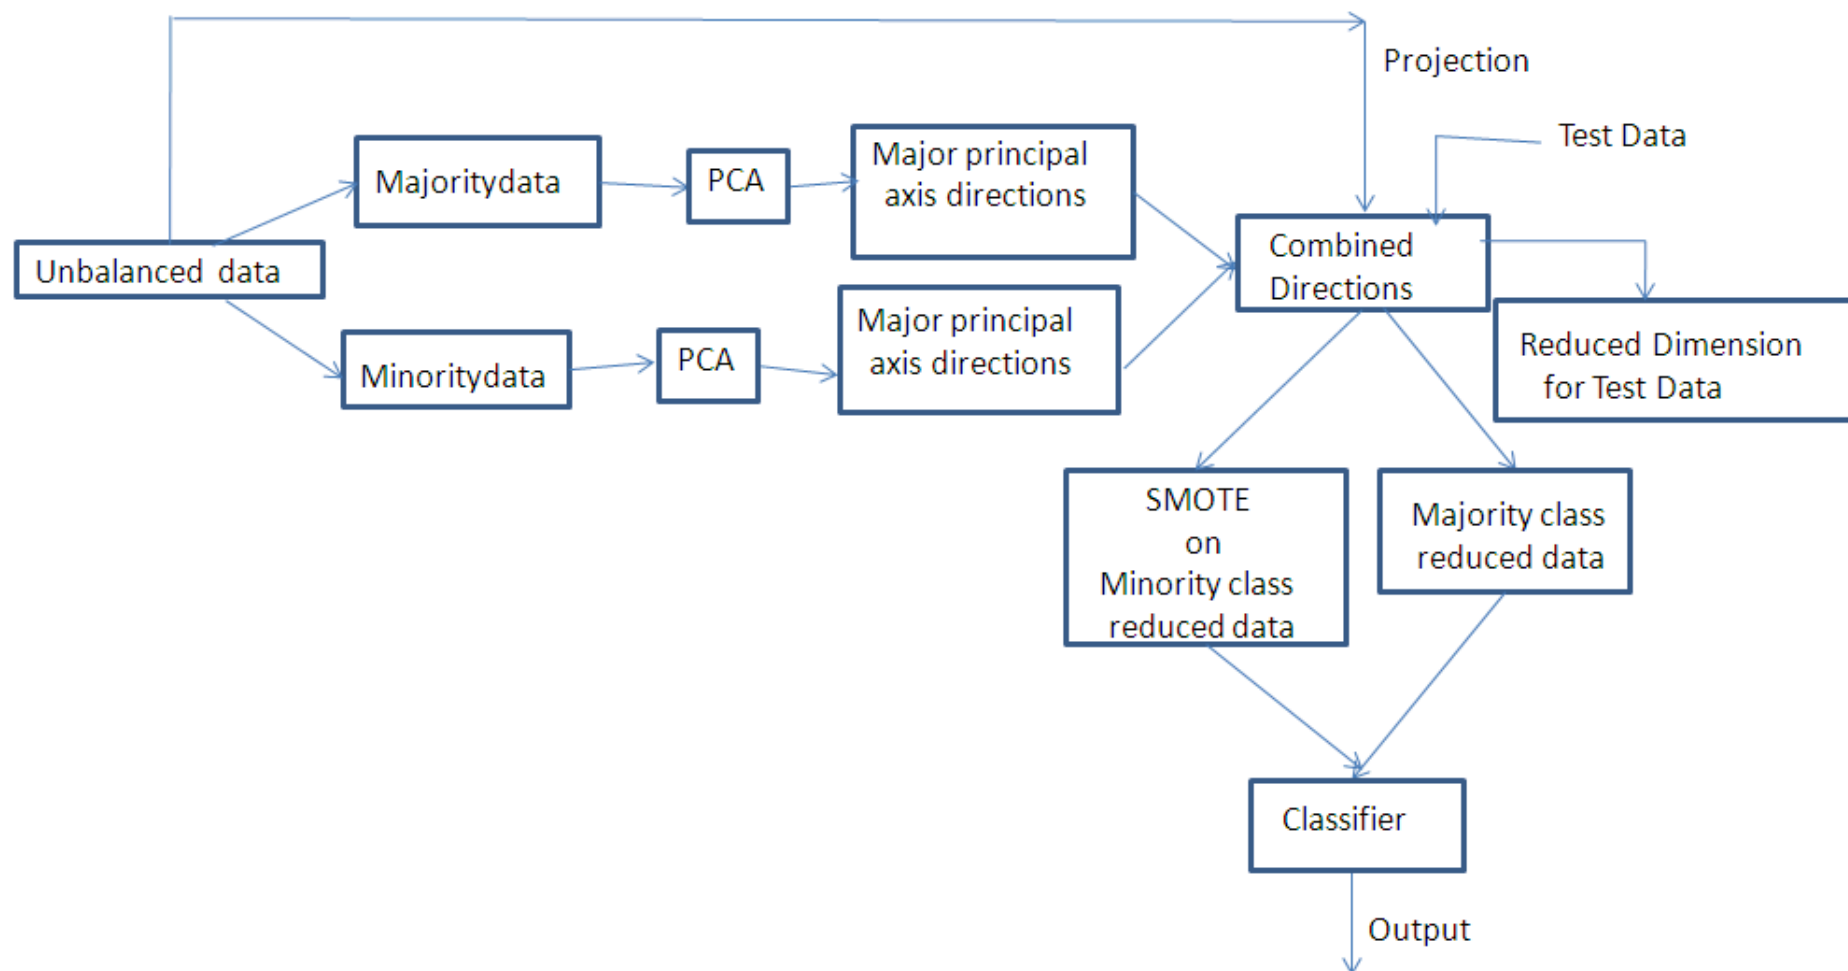 Projection
Test Data
Majoritydata
PCA
Major principal
axis directions
Unbalanced data
Combined
Directions
Minoritydata
PCA
Major principal
axis directions
Reduced Dimension
for Test Data
SMOTE
on
Minority class
reduced data
Majority class
reduced data
Classifier
Output